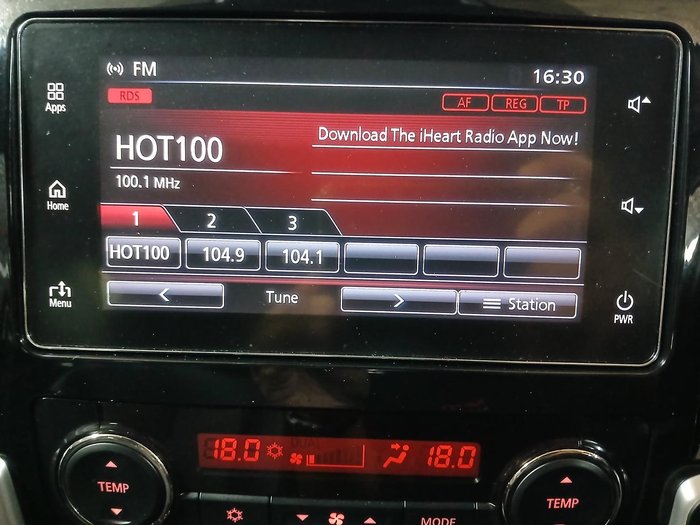 FM
16:30
RDS
AF REG TP
Apps
HOT100
Download The iHeart Radio App Now!
100.1 MHz
Home
1 2 3
HOT100 104.9 104.1
Menu
< Tune > Station
PWR
18.0 DUAL 18.0
TEMP
TEMP
MODE